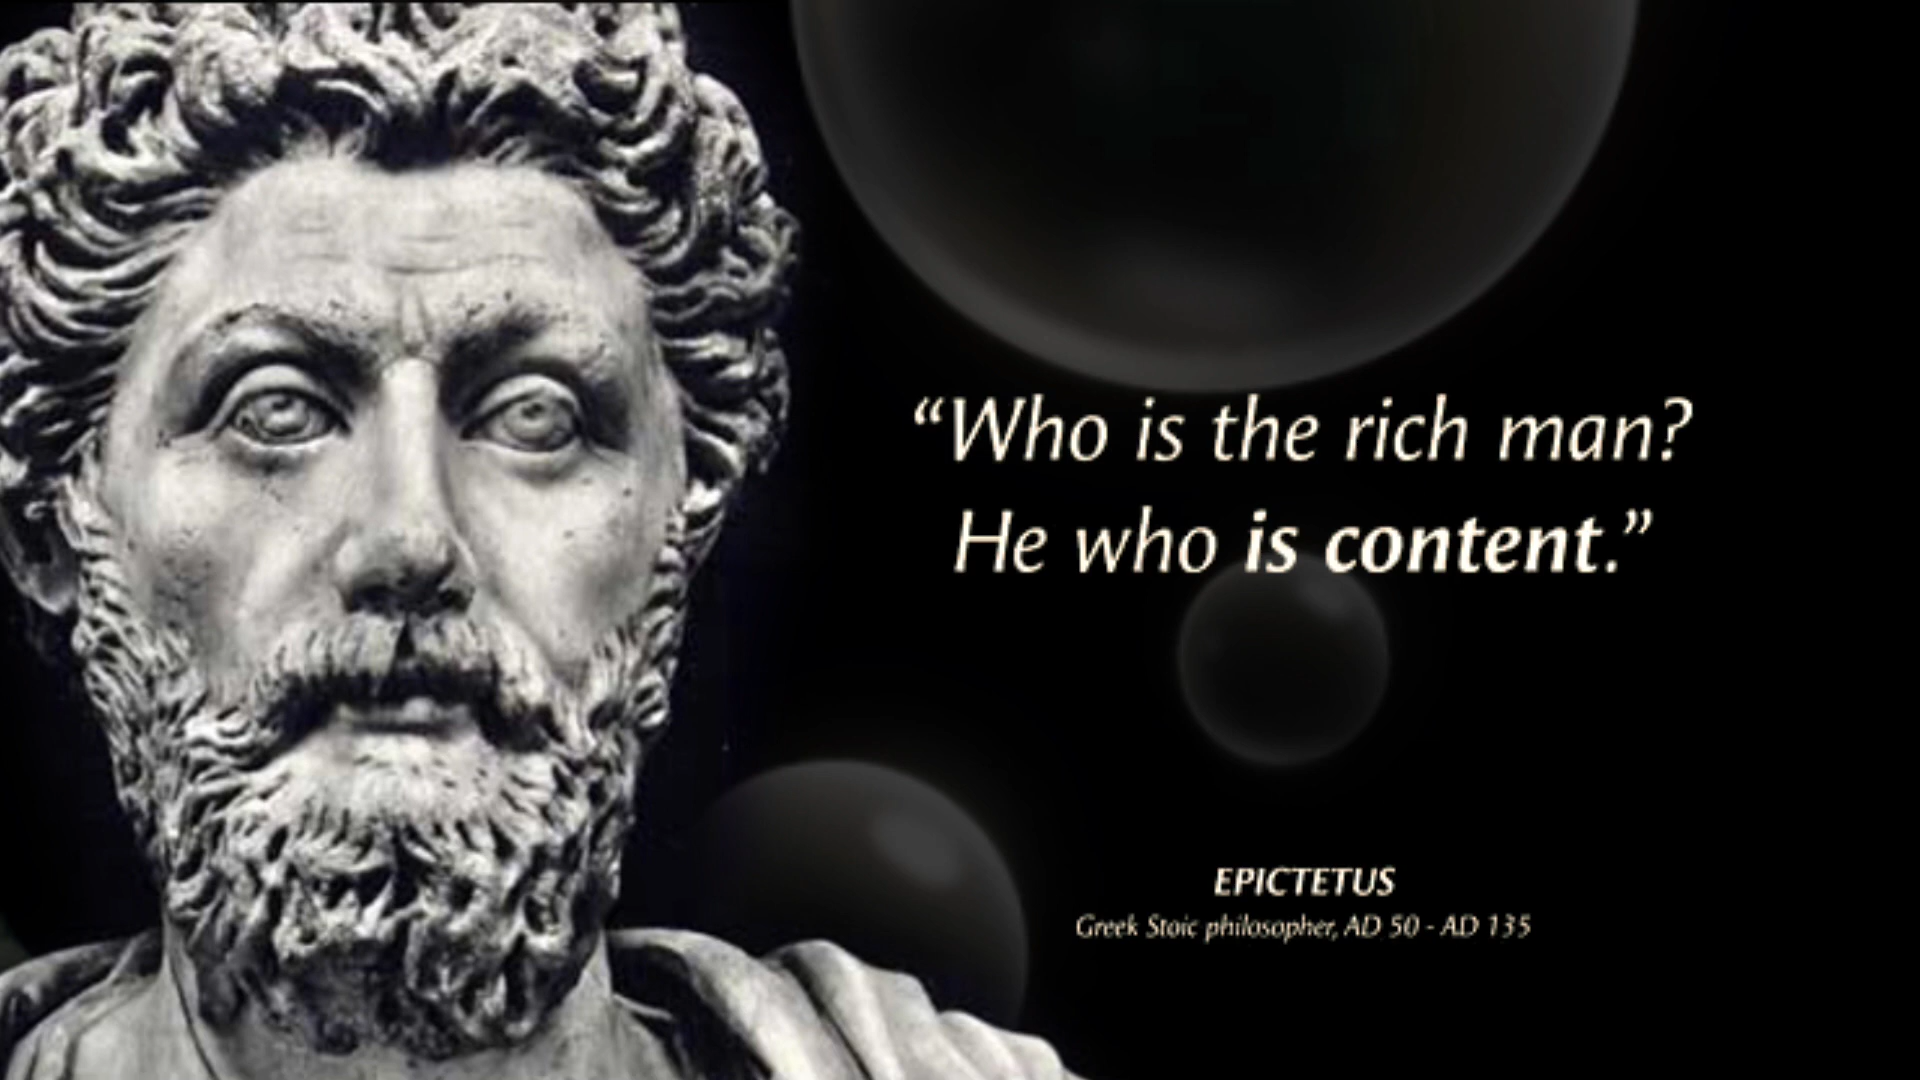 “Who is the rich man?
He who is content.”
EPICTETUS
Greek Stoic philosopher, AD 50 - AD 135